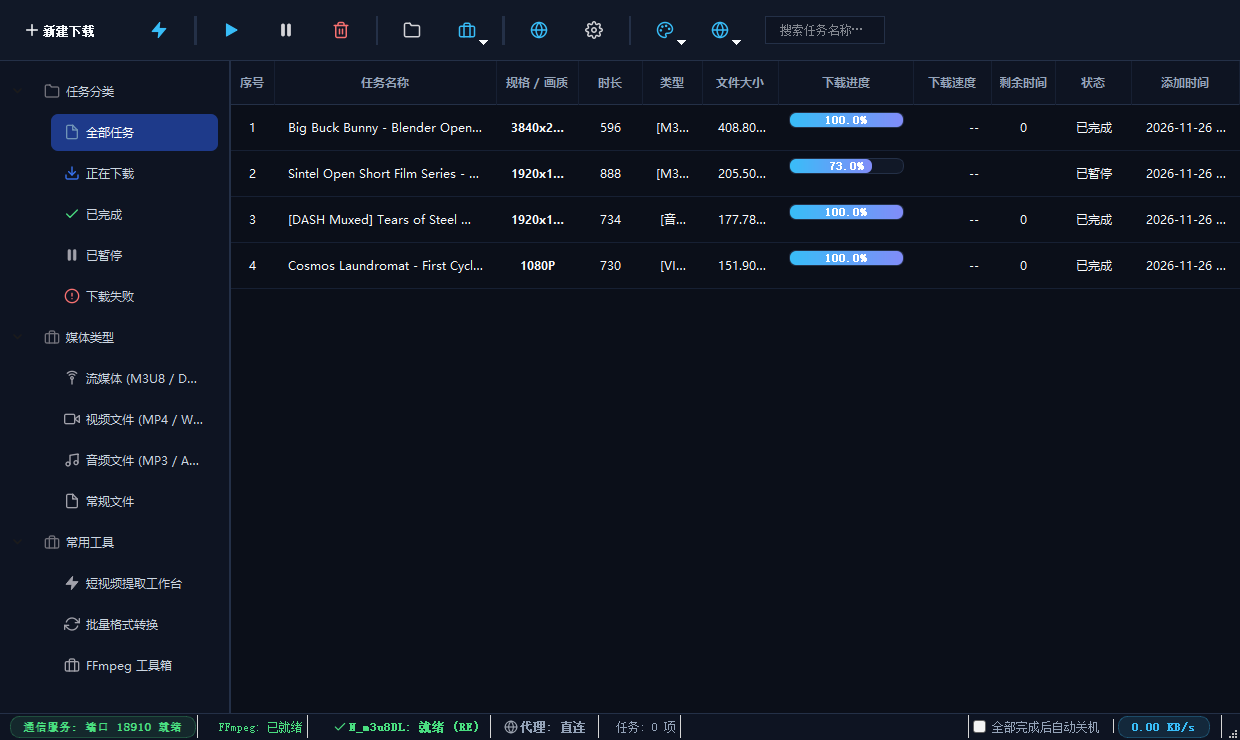 新建下载
搜索任务名称…
任务分类
全部任务
正在下载
已完成
已暂停
下载失败
媒体类型
流媒体 (M3U8 / D...
视频文件 (MP4 / W...
音频文件 (MP3 / A...
常规文件
常用工具
短视频提取工作台
批量格式转换
FFmpeg 工具箱
序号 任务名称 规格 / 画质 时长 类型 文件大小 下载进度 下载速度 剩余时间 状态 添加时间
1 Big Buck Bunny - Blender Open... 3840x2... 596 [M3... 408.80... 100.0% -- 0 已完成 2026-11-26 ...
2 Sintel Open Short Film Series - ... 1920x1... 888 [M3... 205.50... 73.0% -- 已暂停 2026-11-26 ...
3 [DASH Muxed] Tears of Steel ... 1920x1... 734 [音... 177.78... 100.0% -- 0 已完成 2026-11-26 ...
4 Cosmos Laundromat - First Cycl... 1080P 730 [VI... 151.90... 100.0% -- 0 已完成 2026-11-26 ...
通信服务: 端口 18910 就绪 FFmpeg: 已就绪 N_m3u8DL: 就绪 (RE) 代理: 直连 任务: 0 项 全部完成后自动关机 0.00 KB/s